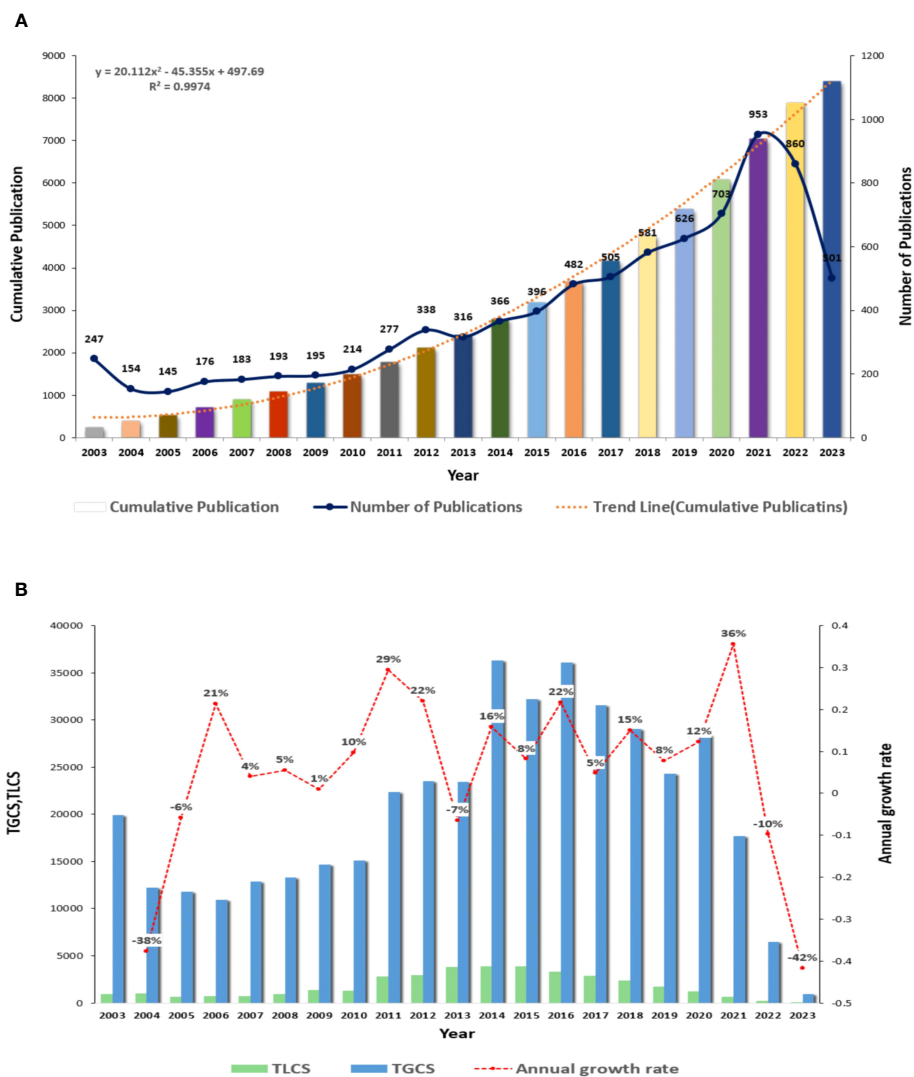 A
y = 20.112x² - 45.355x + 497.69
R² = 0.9974
9000
8000
7000
6000
5000
4000
3000
2000
1000
0
Cumulative Publication
1200
1000
800
600
400
200
0
Number of Publications
247 154 145 176 183 193 195 214 277 338 316 366 396 482 505 581 626 703 953 860 501
2003 2004 2005 2006 2007 2008 2009 2010 2011 2012 2013 2014 2015 2016 2017 2018 2019 2020 2021 2022 2023
Year
Cumulative Publication Number of Publications Trend Line(Cumulative Publicatins)
B
40000
35000
30000
25000
20000
15000
10000
5000
0
TGCS,TLCS
0.4
0.3
0.2
0.1
0
-0.1
-0.2
-0.3
-0.4
-0.5
Annual growth rate
-38% -6% 21% 4% 5% 1% 10% 29% 22% -7% 16% 8% 22% 5% 15% 8% 12% 36% -10% -42%
2003 2004 2005 2006 2007 2008 2009 2010 2011 2012 2013 2014 2015 2016 2017 2018 2019 2020 2021 2022 2023
Year
TLCS TGCS Annual growth rate